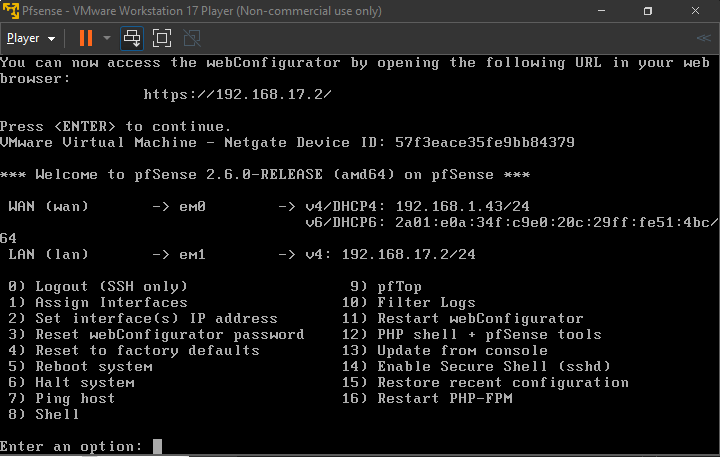 Pfsense - VMware Workstation 17 Player (Non-commercial use only)
Player
You can now access the webConfigurator by opening the following URL in your web
browser:
https://192.168.17.2/
Press <ENTER> to continue.
VMware Virtual Machine - Netgate Device ID: 57f3eace35fe9bb84379
*** Welcome to pfSense 2.6.0-RELEASE (amd64) on pfSense ***
WAN (wan) -> em0 -> v4/DHCP4: 192.168.1.43/24
v6/DHCP6: 2a01:e0a:34f:c9e0:20c:29ff:fe51:4bc/
64
LAN (lan) -> em1 -> v4: 192.168.17.2/24
0) Logout (SSH only) 9) pfTop
1) Assign Interfaces 10) Filter Logs
2) Set interface(s) IP address 11) Restart webConfigurator
3) Reset webConfigurator password 12) PHP shell + pfSense tools
4) Reset to factory defaults 13) Update from console
5) Reboot system 14) Enable Secure Shell (sshd)
6) Halt system 15) Restore recent configuration
7) Ping host 16) Restart PHP-FPM
8) Shell
Enter an option: